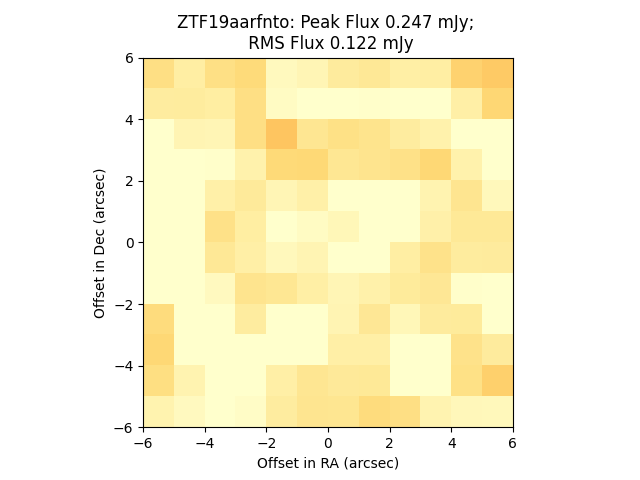 ZTF19aarfnto: Peak Flux 0.247 mJy;
RMS Flux 0.122 mJy
6
4
2
0
−2
−4
−6
Offset in Dec (arcsec)
−6 −4 −2 0 2 4 6
Offset in RA (arcsec)